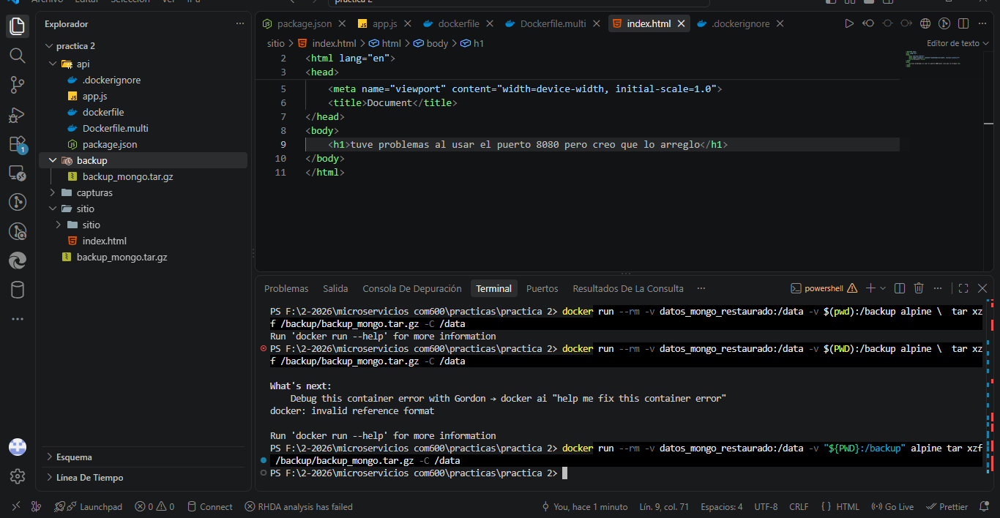 Archivo Editar Selección Ver Ir a
practica 2
Explorador
practica 2
api
.dockerignore
app.js
dockerfile
Dockerfile.multi
package.json
backup
backup_mongo.tar.gz
capturas
sitio
sitio
index.html
backup_mongo.tar.gz
Esquema
Línea De Tiempo
1
package.json
app.js
dockerfile
Dockerfile.multi
index.html
.dockerignore
sitio > index.html > html > body > h1
Editor de texto
2 <html lang="en">
3 <head>
5 <meta name="viewport" content="width=device-width, initial-scale=1.0">
6 <title>Document</title>
7 </head>
8 <body>
9 <h1>tuve problemas al usar el puerto 8080 pero creo que lo arreglo</h1>
10 </body>
11 </html>
Problemas Salida Consola De Depuración Terminal Puertos Resultados De La Consulta
powershell
PS F:\2-2026\microservicios com600\practicas\practica 2> docker run --rm -v datos_mongo_restaurado:/data -v $(pwd):/backup alpine \  tar xz
f /backup/backup_mongo.tar.gz -C /data
Run 'docker run --help' for more information
PS F:\2-2026\microservicios com600\practicas\practica 2> docker run --rm -v datos_mongo_restaurado:/data -v $(PWD):/backup alpine \  tar xz
f /backup/backup_mongo.tar.gz -C /data
What's next:
Debug this container error with Gordon → docker ai "help me fix this container error"
docker: invalid reference format
Run 'docker run --help' for more information
PS F:\2-2026\microservicios com600\practicas\practica 2> docker run --rm -v datos_mongo_restaurado:/data -v "${PWD}:/backup" alpine tar xzf
/backup/backup_mongo.tar.gz -C /data
PS F:\2-2026\microservicios com600\practicas\practica 2>
Launchpad 0 0 Connect RHDA analysis has failed You, hace 1 minuto Lín. 9, col. 71 Espacios: 4 UTF-8 CRLF {} HTML Go Live Prettier